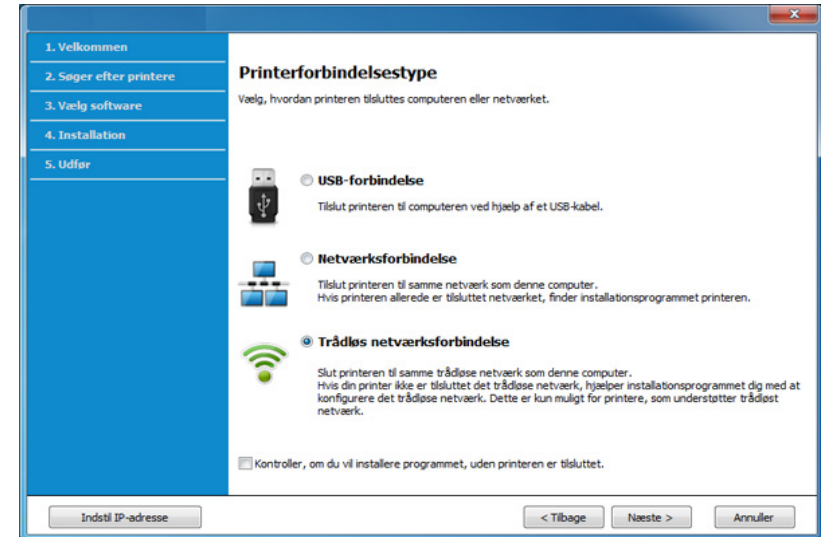 1. Velkommen
2. Søger efter printere
3. Vælg software
4. Installation
5. Udfør
Printerforbindelsestype
Vælg, hvordan printeren tilsluttes computeren eller netværket.
USB-forbindelse
Tilslut printeren til computeren ved hjælp af et USB-kabel.
Netværksforbindelse
Tilslut printeren til samme netværk som denne computer.
Hvis printeren allerede er tilsluttet netværket, finder installationsprogrammet printeren.
Trådløs netværksforbindelse
Slut printeren til samme trådløse netværk som denne computer.
Hvis din printer ikke er tilsluttet det trådløse netværk, hjælper installationsprogrammet dig med at
konfigurere det trådløse netværk. Dette er kun muligt for printere, som understøtter trådløst
netværk.
Kontroller, om du vil installere programmet, uden printeren er tilsluttet.
Indstil IP-adresse
< Tilbage
Næste >
Annuller